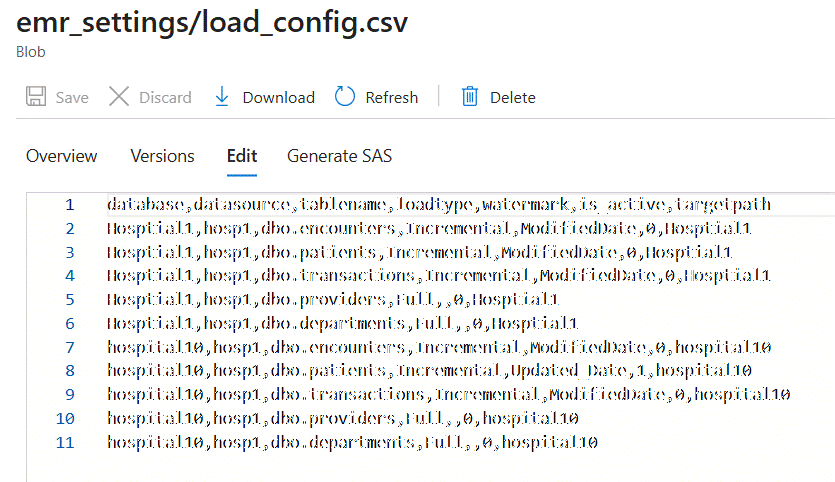 emr_settings/load_config.csv
Blob
Save Discard Download Refresh Delete
Overview Versions Edit Generate SAS
1 database,datasource,tablename,loadtype,watermark,is_active,targetpath
2 Hosptial1,hosp1,dbo.encounters,Incremental,ModifiedDate,0,Hosptial1
3 Hosptial1,hosp1,dbo.patients,Incremental,ModifiedDate,0,Hosptial1
4 Hosptial1,hosp1,dbo.transactions,Incremental,ModifiedDate,0,Hosptial1
5 Hosptial1,hosp1,dbo.providers,Full,,0,Hosptial1
6 Hosptial1,hosp1,dbo.departments,Full,,0,Hosptial1
7 hospital10,hosp1,dbo.encounters,Incremental,ModifiedDate,0,hospital10
8 hospital10,hosp1,dbo.patients,Incremental,Updated_Date,1,hospital10
9 hospital10,hosp1,dbo.transactions,Incremental,ModifiedDate,0,hospital10
10 hospital10,hosp1,dbo.providers,Full,,0,hospital10
11 hospital10,hosp1,dbo.departments,Full,,0,hospital10